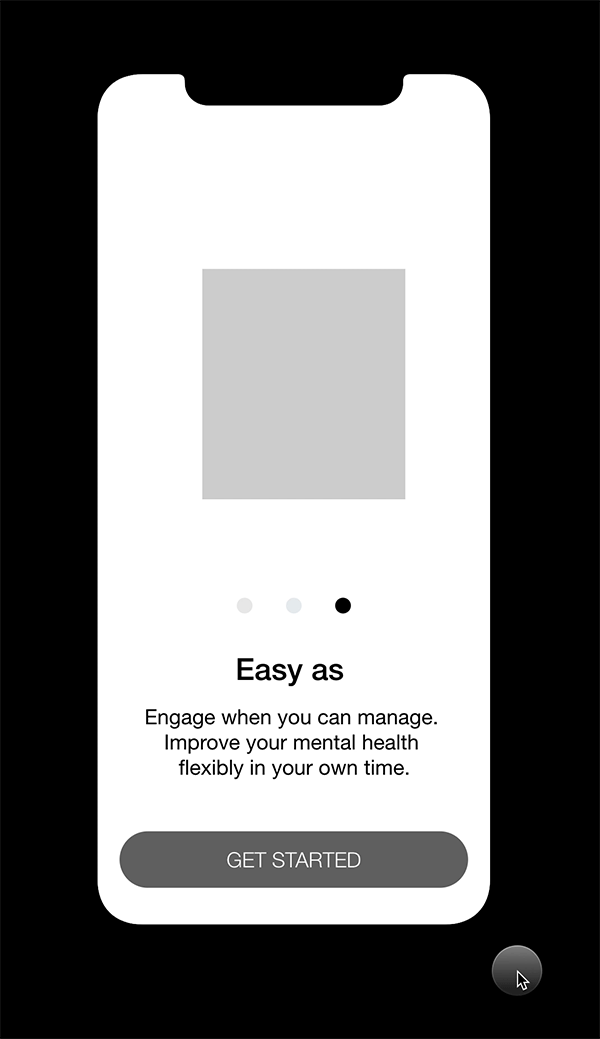 Easy as
Engage when you can manage.
Improve your mental health
flexibly in your own time.
GET STARTED